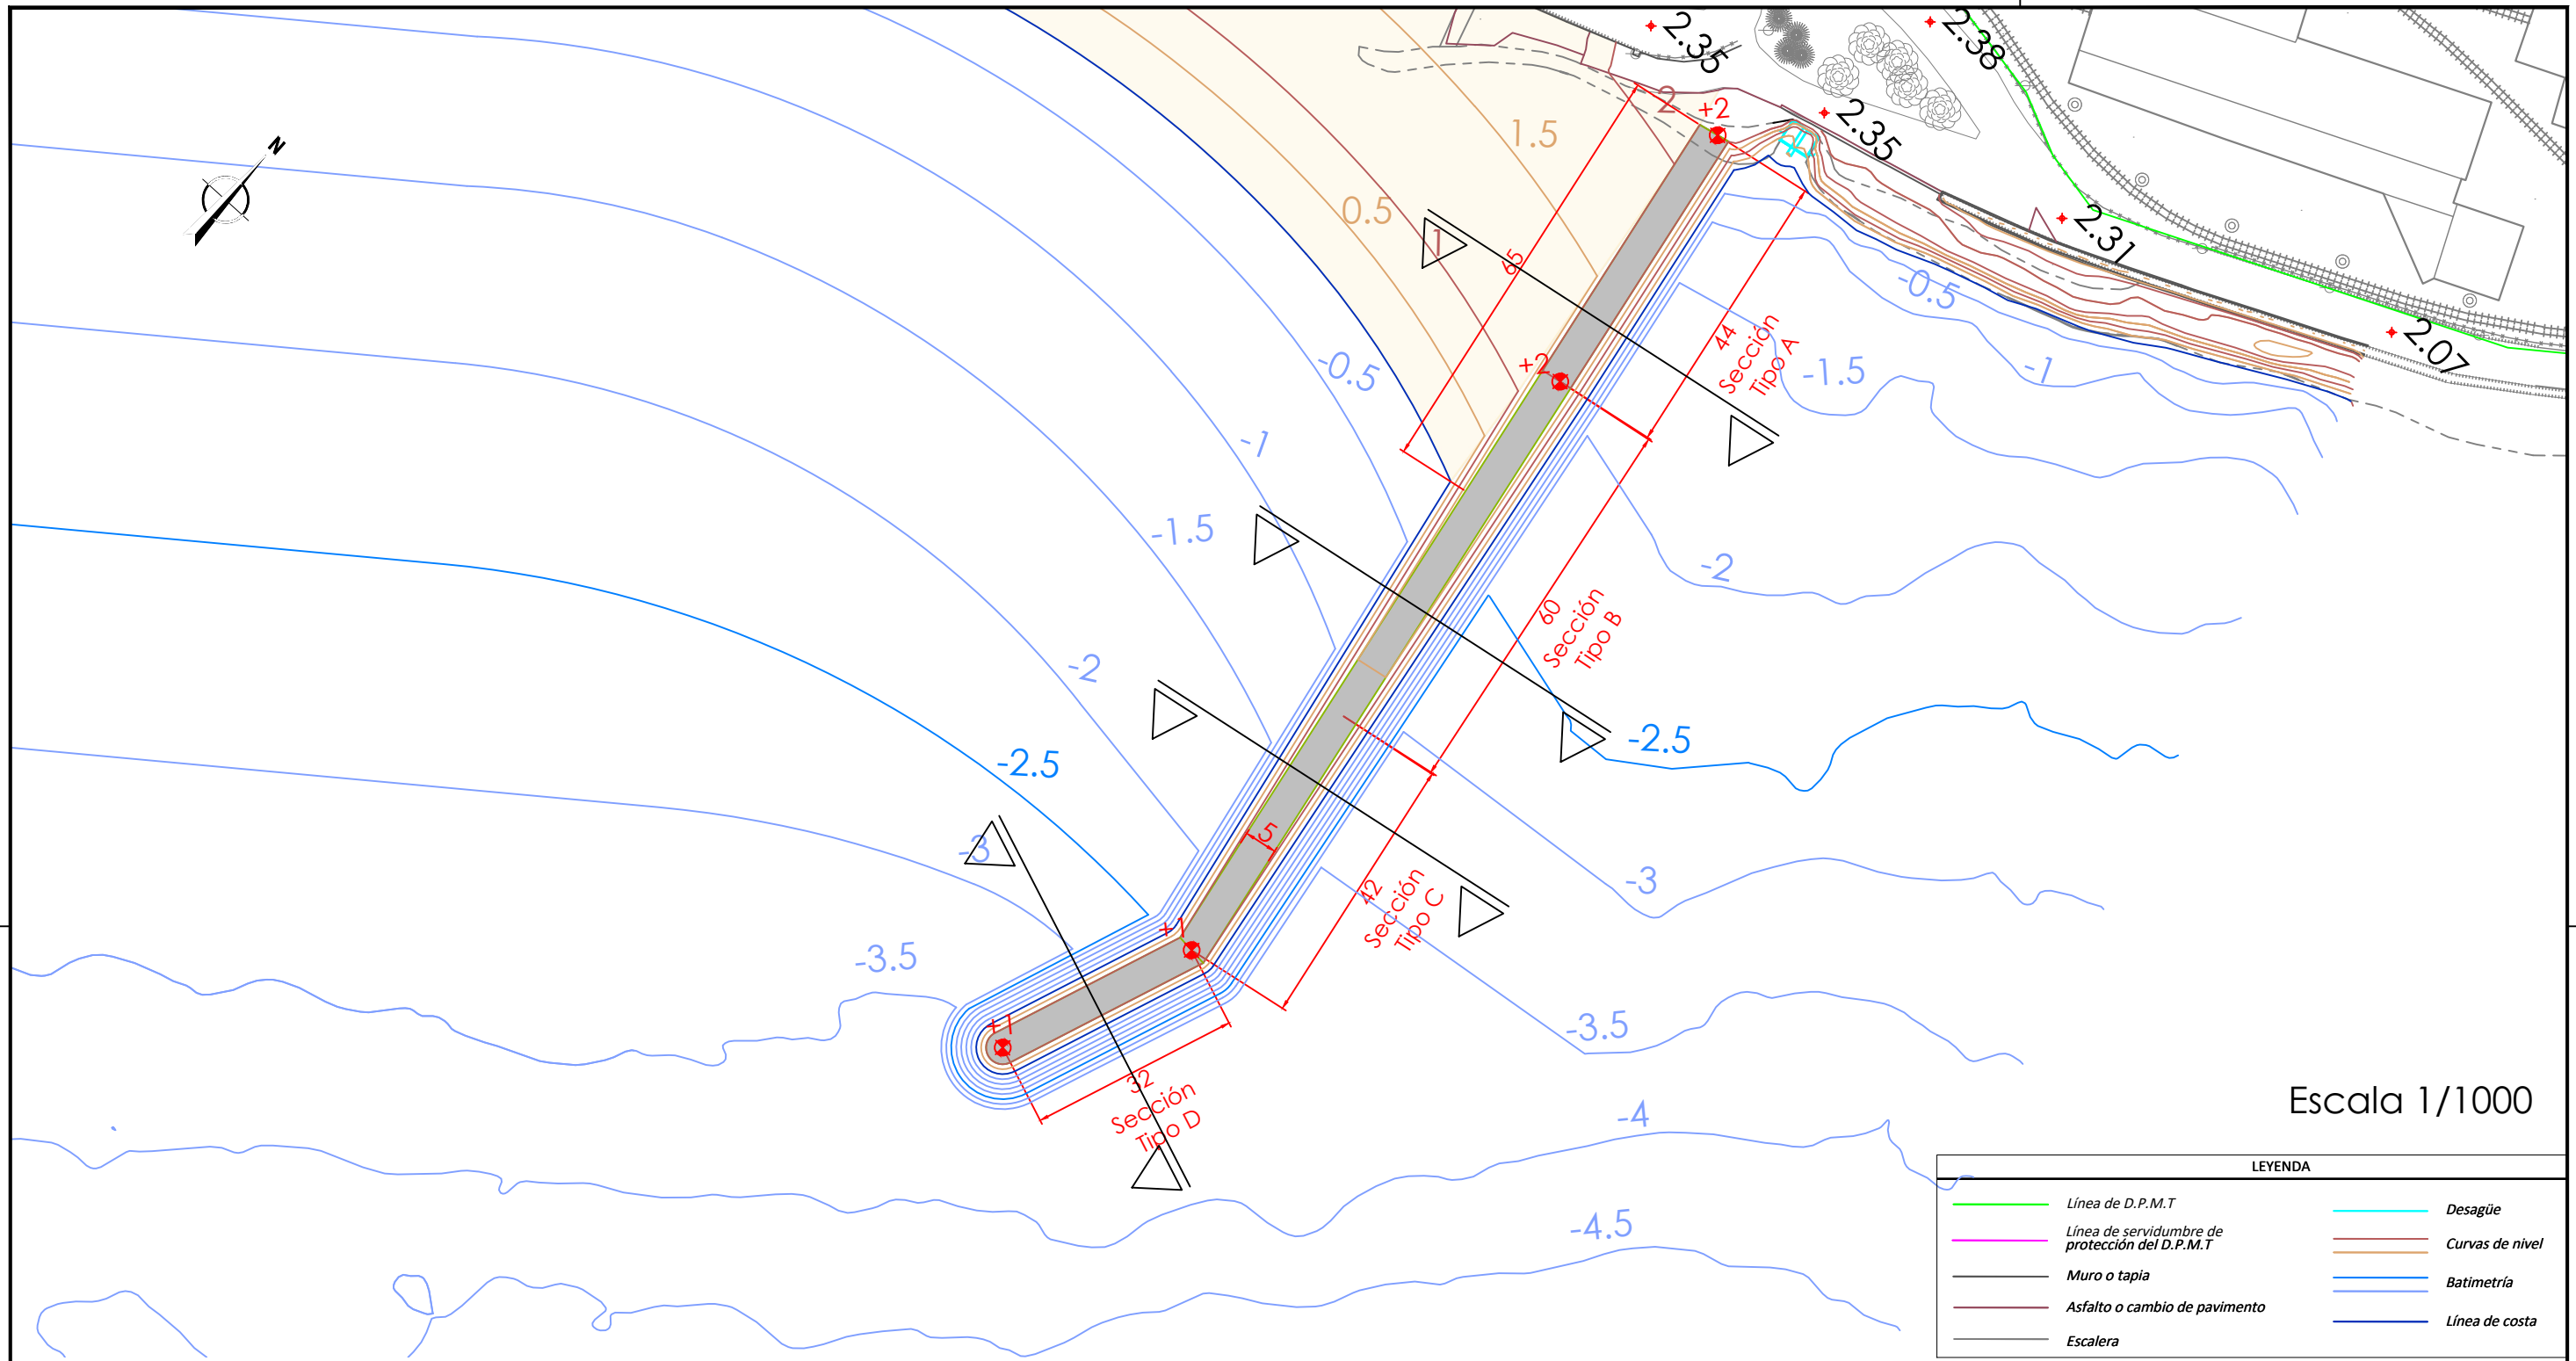 2.35
2.38
N
2
+2
2.35
1.5
0.5
2.31
1
65
-0.5
44
Sección
Tipo A
2.07
-0.5
+2
-1.5
-1
-1
-1.5
-2
60
Sección
Tipo B
-2
-2.5
-2.5
5
-3
-3
42
Sección
Tipo C
+1
-3.5
+1
-3.5
32
Sección
Tipo D
-4
Escala 1/1000
-4.5
LEYENDA
Línea de D.P.M.T
Línea de servidumbre de
protección del D.P.M.T
Muro o tapia
Asfalto o cambio de pavimento
Escalera
Desagüe
Curvas de nivel
Batimetría
Línea de costa